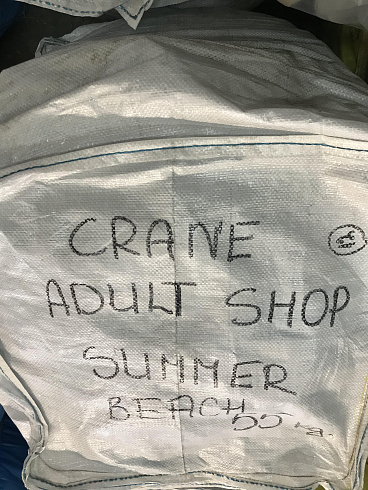 CRANE
ADULT SHOP
SUMMER
BEACH 55